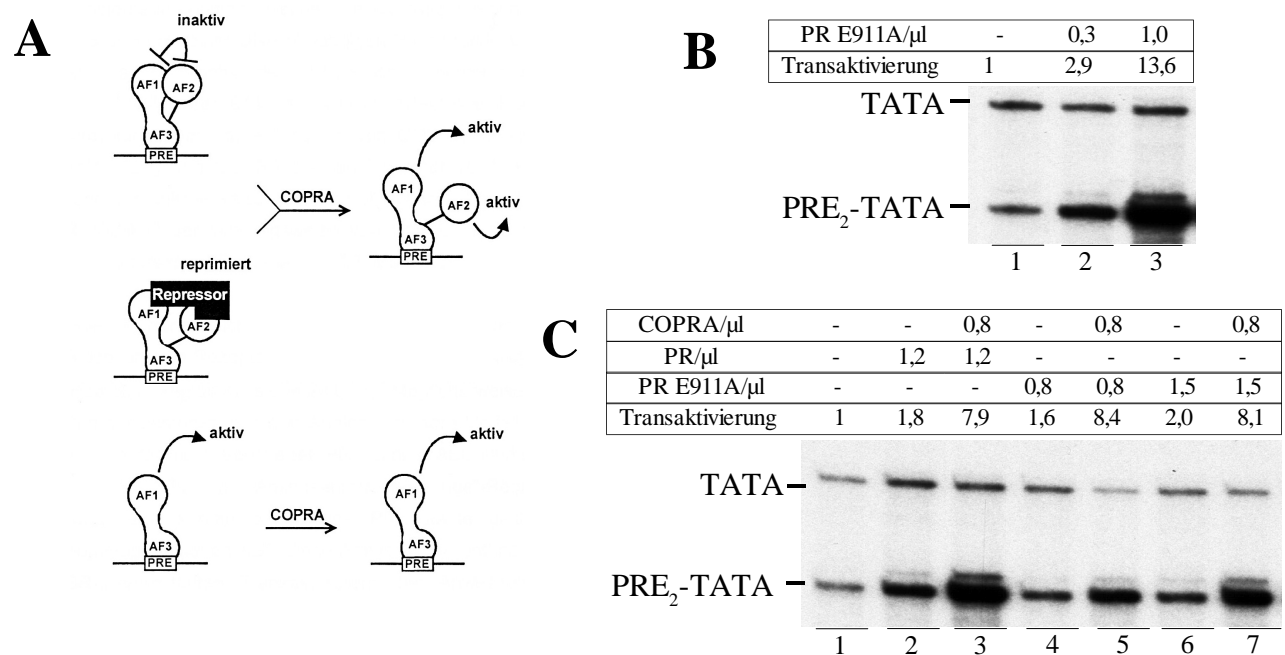 A
inaktiv
AF1 AF2
AF3
PRE
COPRA
aktiv
AF1
AF2 aktiv
AF3
PRE
reprimiert
Repressor
AF1
AF2
AF3
PRE
aktiv
AF1
AF3
PRE
COPRA
aktiv
AF1
AF3
PRE
B
PR E911A/µl - 0,3 1,0
Transaktivierung 1 2,9 13,6
TATA
PRE2-TATA
1 2 3
C
COPRA/µl - - 0,8 - 0,8 - 0,8
PR/µl - 1,2 1,2 - - - -
PR E911A/µl - - - 0,8 0,8 1,5 1,5
Transaktivierung 1 1,8 7,9 1,6 8,4 2,0 8,1
TATA
PRE2-TATA
1 2 3 4 5 6 7